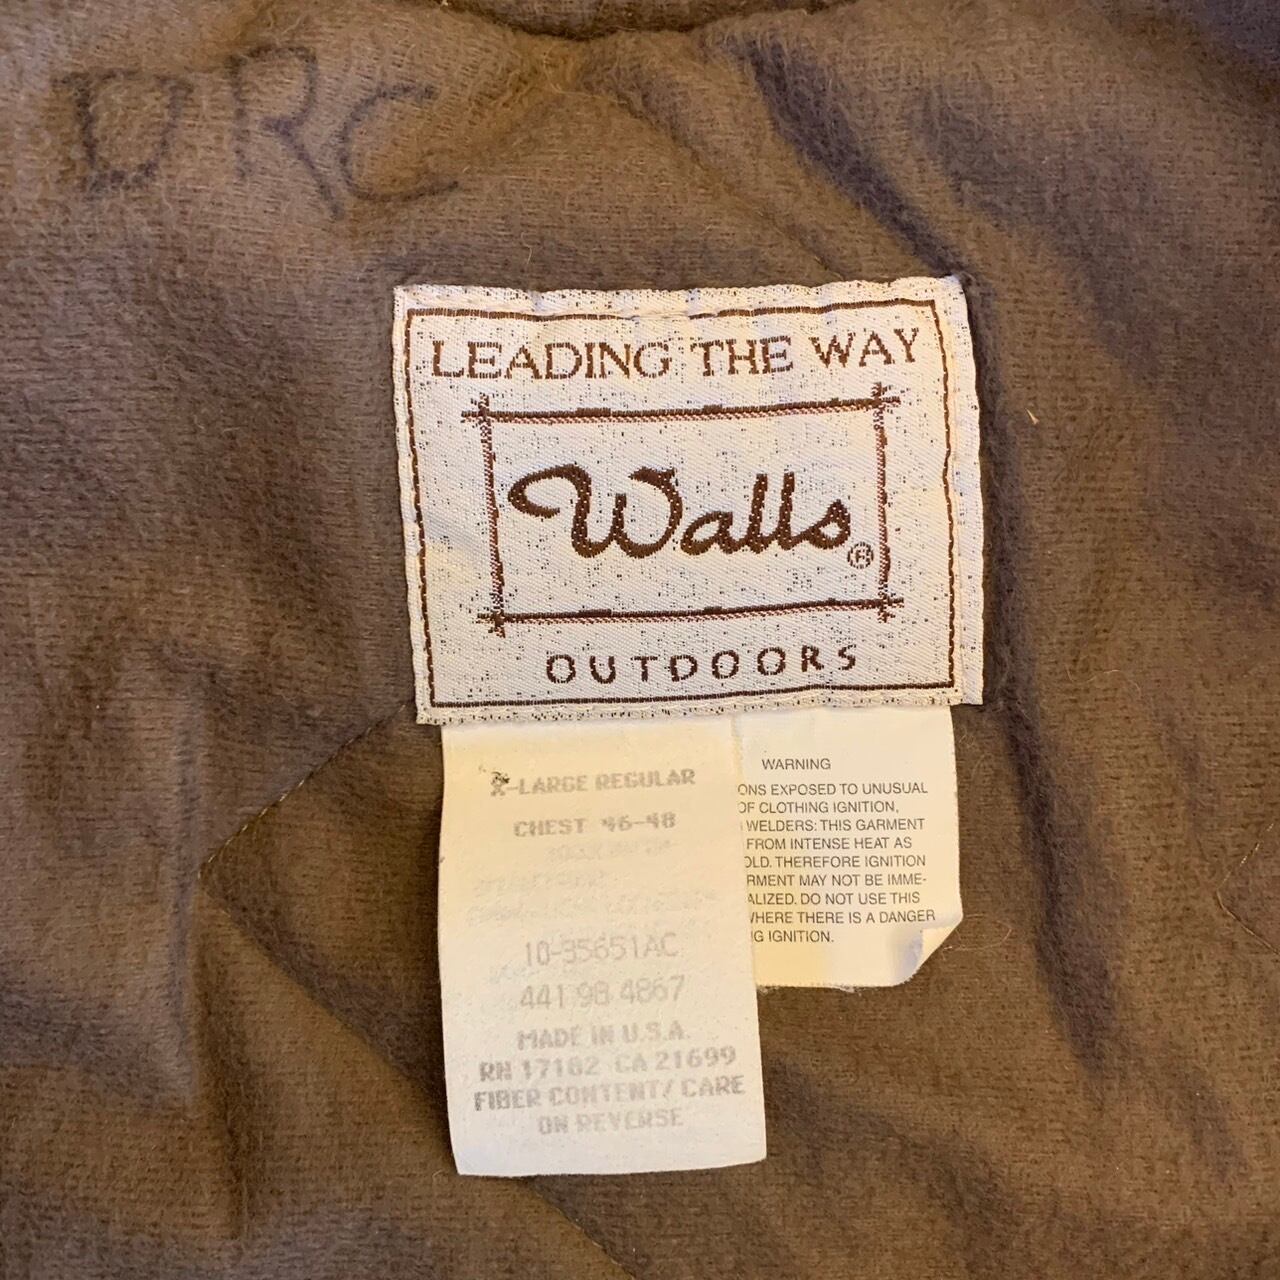 DRC
LEADING THE WAY
Walls®
OUTDOORS
X-LARGE REGULAR
CHEST 46-48
10-35651AC
441 98 4867
MADE IN U.S.A.
RN 17182 CA 21699
FIBER CONTENT/ CARE
ON REVERSE
WARNING
ONS EXPOSED TO UNUSUAL
OF CLOTHING IGNITION,
WELDERS: THIS GARMENT
FROM INTENSE HEAT AS
OLD. THEREFORE IGNITION
RMENT MAY NOT BE IMME-
ALIZED. DO NOT USE THIS
WHERE THERE IS A DANGER
G IGNITION.